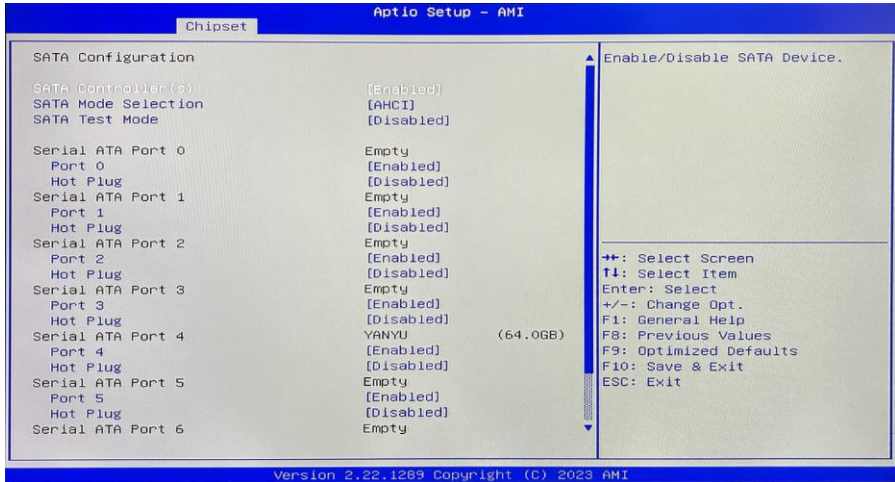 Aptio Setup – AMI
Chipset
SATA Configuration
SATA Controller(s) [Enabled]
SATA Mode Selection [AHCI]
SATA Test Mode [Disabled]
Serial ATA Port 0 Empty
Port 0 [Enabled]
Hot Plug [Disabled]
Serial ATA Port 1 Empty
Port 1 [Enabled]
Hot Plug [Disabled]
Serial ATA Port 2 Empty
Port 2 [Enabled]
Hot Plug [Disabled]
Serial ATA Port 3 Empty
Port 3 [Enabled]
Hot Plug [Disabled]
Serial ATA Port 4 YANYU (64.0GB)
Port 4 [Enabled]
Hot Plug [Disabled]
Serial ATA Port 5 Empty
Port 5 [Enabled]
Hot Plug [Disabled]
Serial ATA Port 6 Empty
Enable/Disable SATA Device.
→←: Select Screen
↑↓: Select Item
Enter: Select
+/-: Change Opt.
F1: General Help
F8: Previous Values
F9: Optimized Defaults
F10: Save & Exit
ESC: Exit
Version 2.22.1289 Copyright (C) 2023 AMI